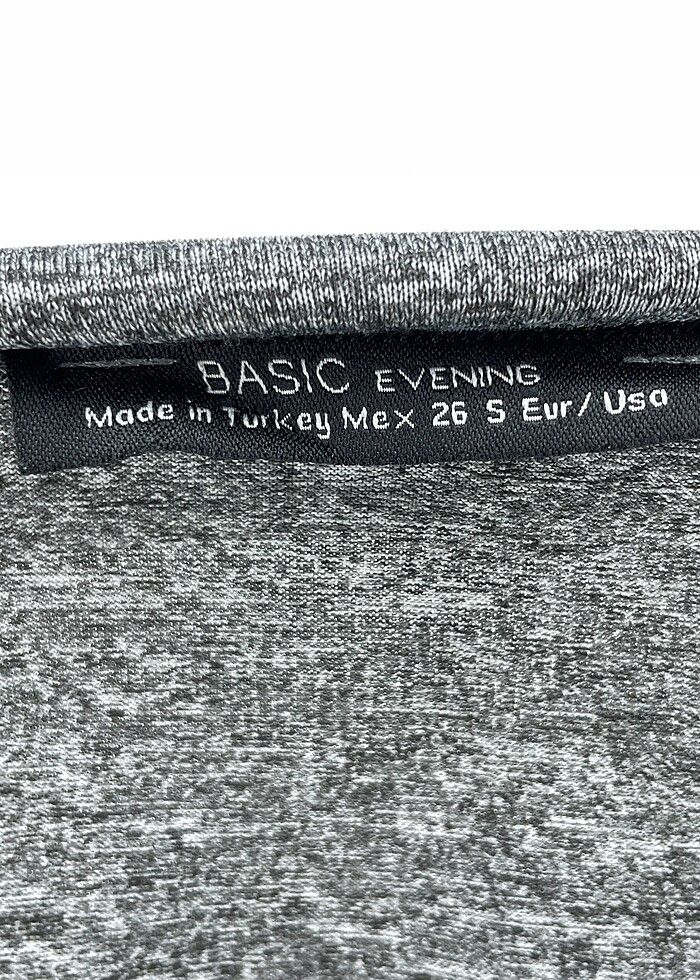 BASIC EVENING
Made in Turkey Mex 26 S Eur/ Usa